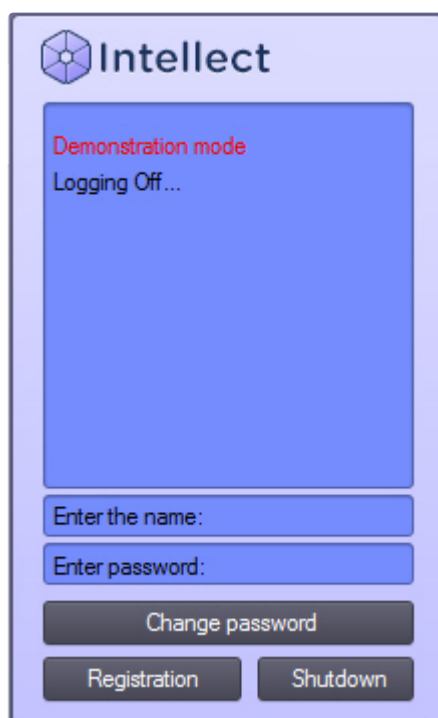 Intellect
Demonstration mode
Logging Off...
Enter the name:
Enter password:
Change password
Registration
Shutdown